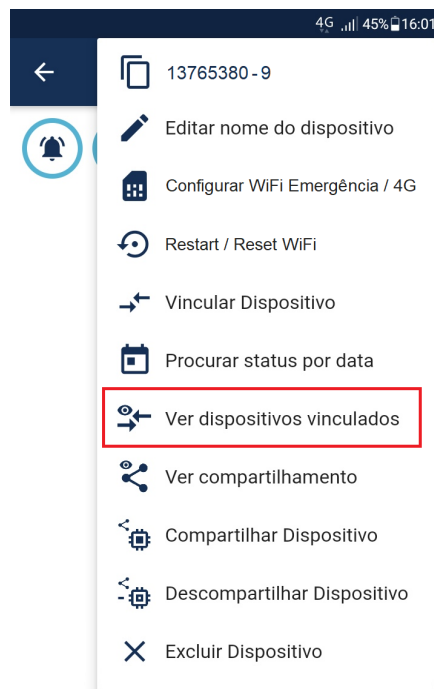 4G 45% 16:01
13765380-9
Editar nome do dispositivo
Configurar WiFi Emergência / 4G
Restart / Reset WiFi
Vincular Dispositivo
Procurar status por data
Ver dispositivos vinculados
Ver compartilhamento
Compartilhar Dispositivo
Descompartilhar Dispositivo
Excluir Dispositivo